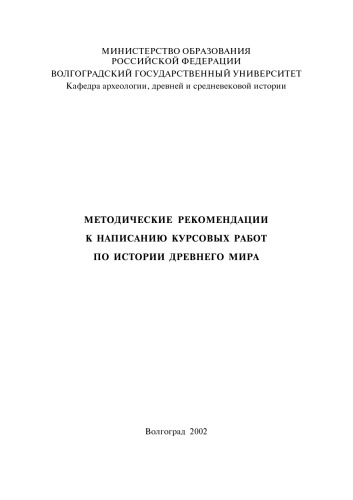 МИНИСТЕРСТВО ОБРАЗОВАНИЯ
РОССИЙСКОЙ ФЕДЕРАЦИИ
ВОЛГОГРАДСКИЙ ГОСУДАРСТВЕННЫЙ УНИВЕРСИТЕТ
Кафедра археологии, древней и средневековой истории
МЕТОДИЧЕСКИЕ РЕКОМЕНДАЦИИ
К НАПИСАНИЮ КУРСОВЫХ РАБОТ
ПО ИСТОРИИ ДРЕВНЕГО МИРА
Волгоград 2002